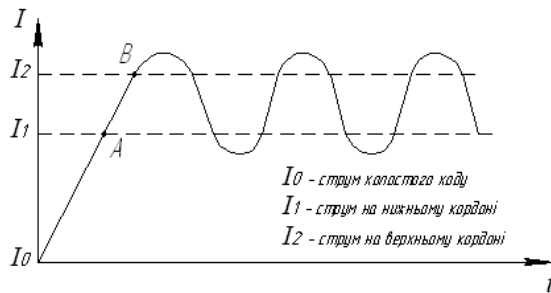 I
I2
B
I1
A
I0 - струм холостого ходу
I1 - струм на нижньому кордоні
I2 - струм на верхньому кордоні
I0
t